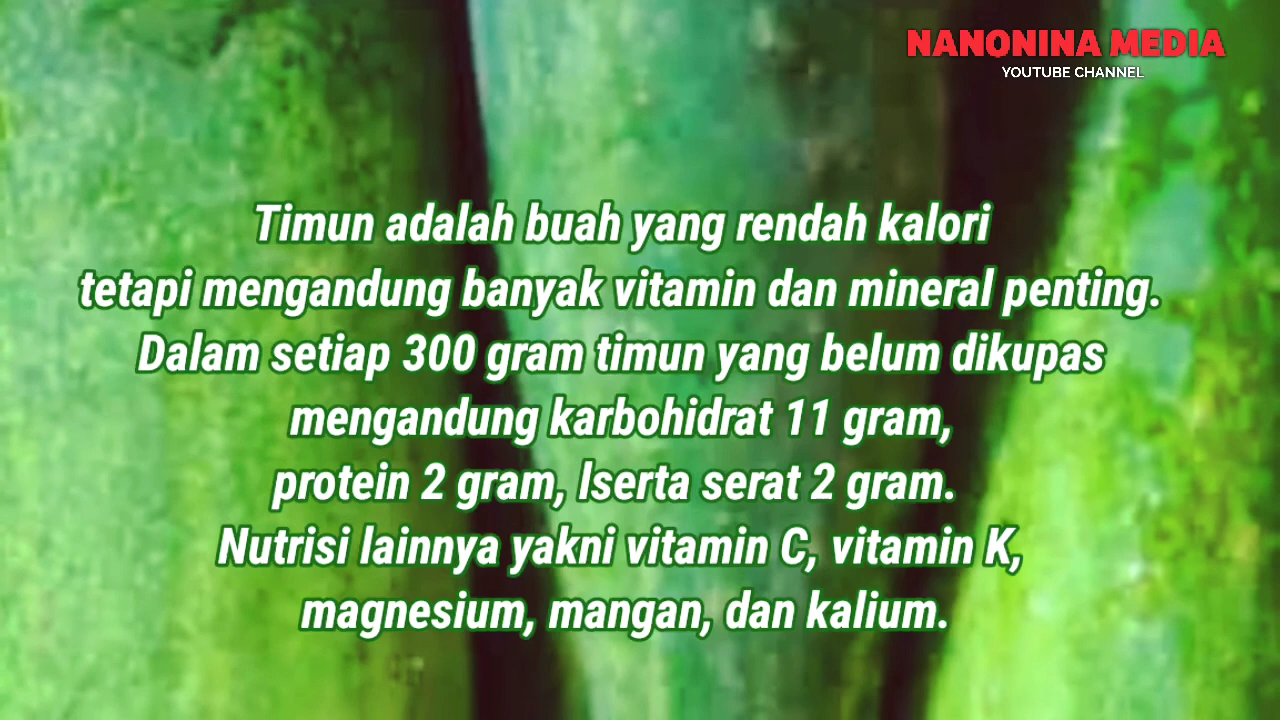 NANONINA MEDIA
YOUTUBE CHANNEL
Timun adalah buah yang rendah kalori
tetapi mengandung banyak vitamin dan mineral penting.
Dalam setiap 300 gram timun yang belum dikupas
mengandung karbohidrat 11 gram,
protein 2 gram, lserta serat 2 gram.
Nutrisi lainnya yakni vitamin C, vitamin K,
magnesium, mangan, dan kalium.